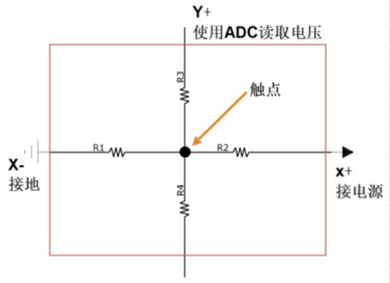 Y+
使用ADC读取电压
R3
触点
R1
R2
X-
接地
x+
接电源
R4